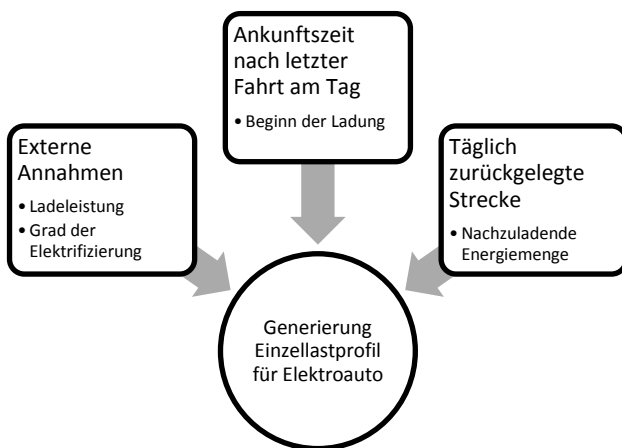 Ankunftszeit
nach letzter
Fahrt am Tag
• Beginn der Ladung
Externe
Annahmen
• Ladeleistung
• Grad der
Elektrifizierung
Täglich
zurückgelegte
Strecke
• Nachzuladende
Energiemenge
Generierung
Einzellastprofil
für Elektroauto